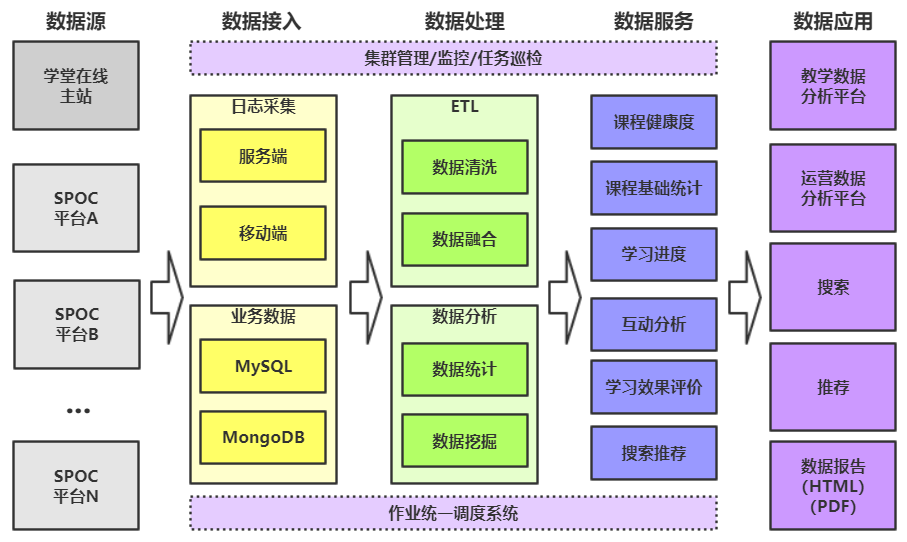 数据源
数据接入
数据处理
数据服务
数据应用
学堂在线
主站
SPOC
平台A
SPOC
平台B
...
SPOC
平台N
集群管理/监控/任务巡检
日志采集
服务端
移动端
业务数据
MySQL
MongoDB
ETL
数据清洗
数据融合
数据分析
数据统计
数据挖掘
课程健康度
课程基础统计
学习进度
互动分析
学习效果评价
搜索推荐
作业统一调度系统
教学数据
分析平台
运营数据
分析平台
搜索
推荐
数据报告
(HTML)
(PDF)